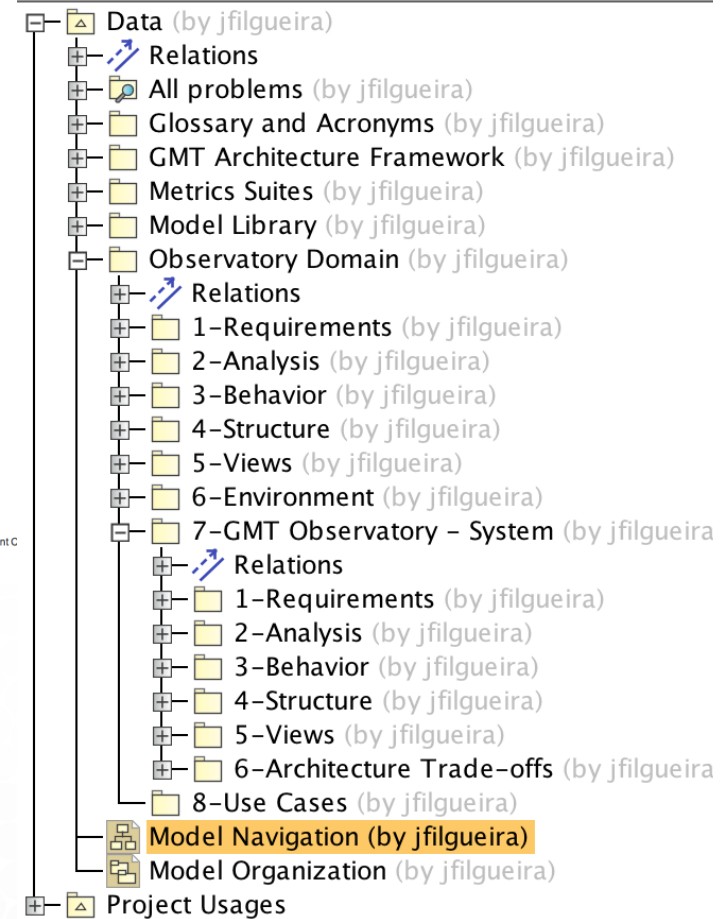 Data (by jfilgueira)
Relations
All problems (by jfilgueira)
Glossary and Acronyms (by jfilgueira)
GMT Architecture Framework (by jfilgueira)
Metrics Suites (by jfilgueira)
Model Library (by jfilgueira)
Observatory Domain (by jfilgueira)
Relations
1-Requirements (by jfilgueira)
2-Analysis (by jfilgueira)
3-Behavior (by jfilgueira)
4-Structure (by jfilgueira)
5-Views (by jfilgueira)
6-Environment (by jfilgueira)
7-GMT Observatory - System (by jfilgueira
nt C
Relations
1-Requirements (by jfilgueira)
2-Analysis (by jfilgueira)
3-Behavior (by jfilgueira)
4-Structure (by jfilgueira)
5-Views (by jfilgueira)
6-Architecture Trade-offs (by jfilgueira
8-Use Cases (by jfilgueira)
Model Navigation (by jfilgueira)
Model Organization (by jfilgueira)
Project Usages